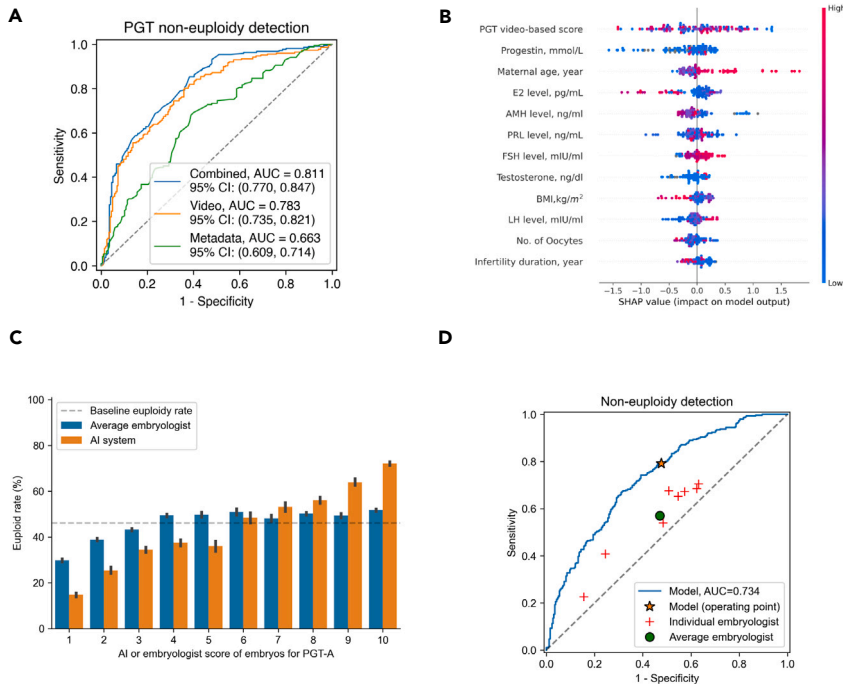 A
PGT non-euploidy detection
1.0
0.8
0.6
0.4
0.2
0.0
Sensitivity
Combined, AUC = 0.811
95% CI: (0.770, 0.847)
Video, AUC = 0.783
95% CI: (0.735, 0.821)
Metadata, AUC = 0.663
95% CI: (0.609, 0.714)
0.0 0.2 0.4 0.6 0.8 1.0
1 - Specificity
B
High
PGT video-based score
Progestin, mmol/L
Maternal age, year
E2 level, pg/mL
AMH level, ng/ml
PRL level, ng/mL
FSH level, mIU/ml
Testosterone, ng/dl
BMI,kg/m²
LH level, mIU/ml
No. of Oocytes
Infertility duration, year
Low
−1.5 −1.0 −0.5 0.0 0.5 1.0 1.5
SHAP value (impact on model output)
C
100
80
60
40
20
0
Euploid rate (%)
Baseline euploidy rate
Average embryologist
AI system
1 2 3 4 5 6 7 8 9 10
AI or embryologist score of embryos for PGT-A
D
Non-euploidy detection
1.0
0.8
0.6
0.4
0.2
0.0
Sensitivity
Model, AUC=0.734
Model (operating point)
Individual embryologist
Average embryologist
0.0 0.2 0.4 0.6 0.8 1.0
1 - Specificity